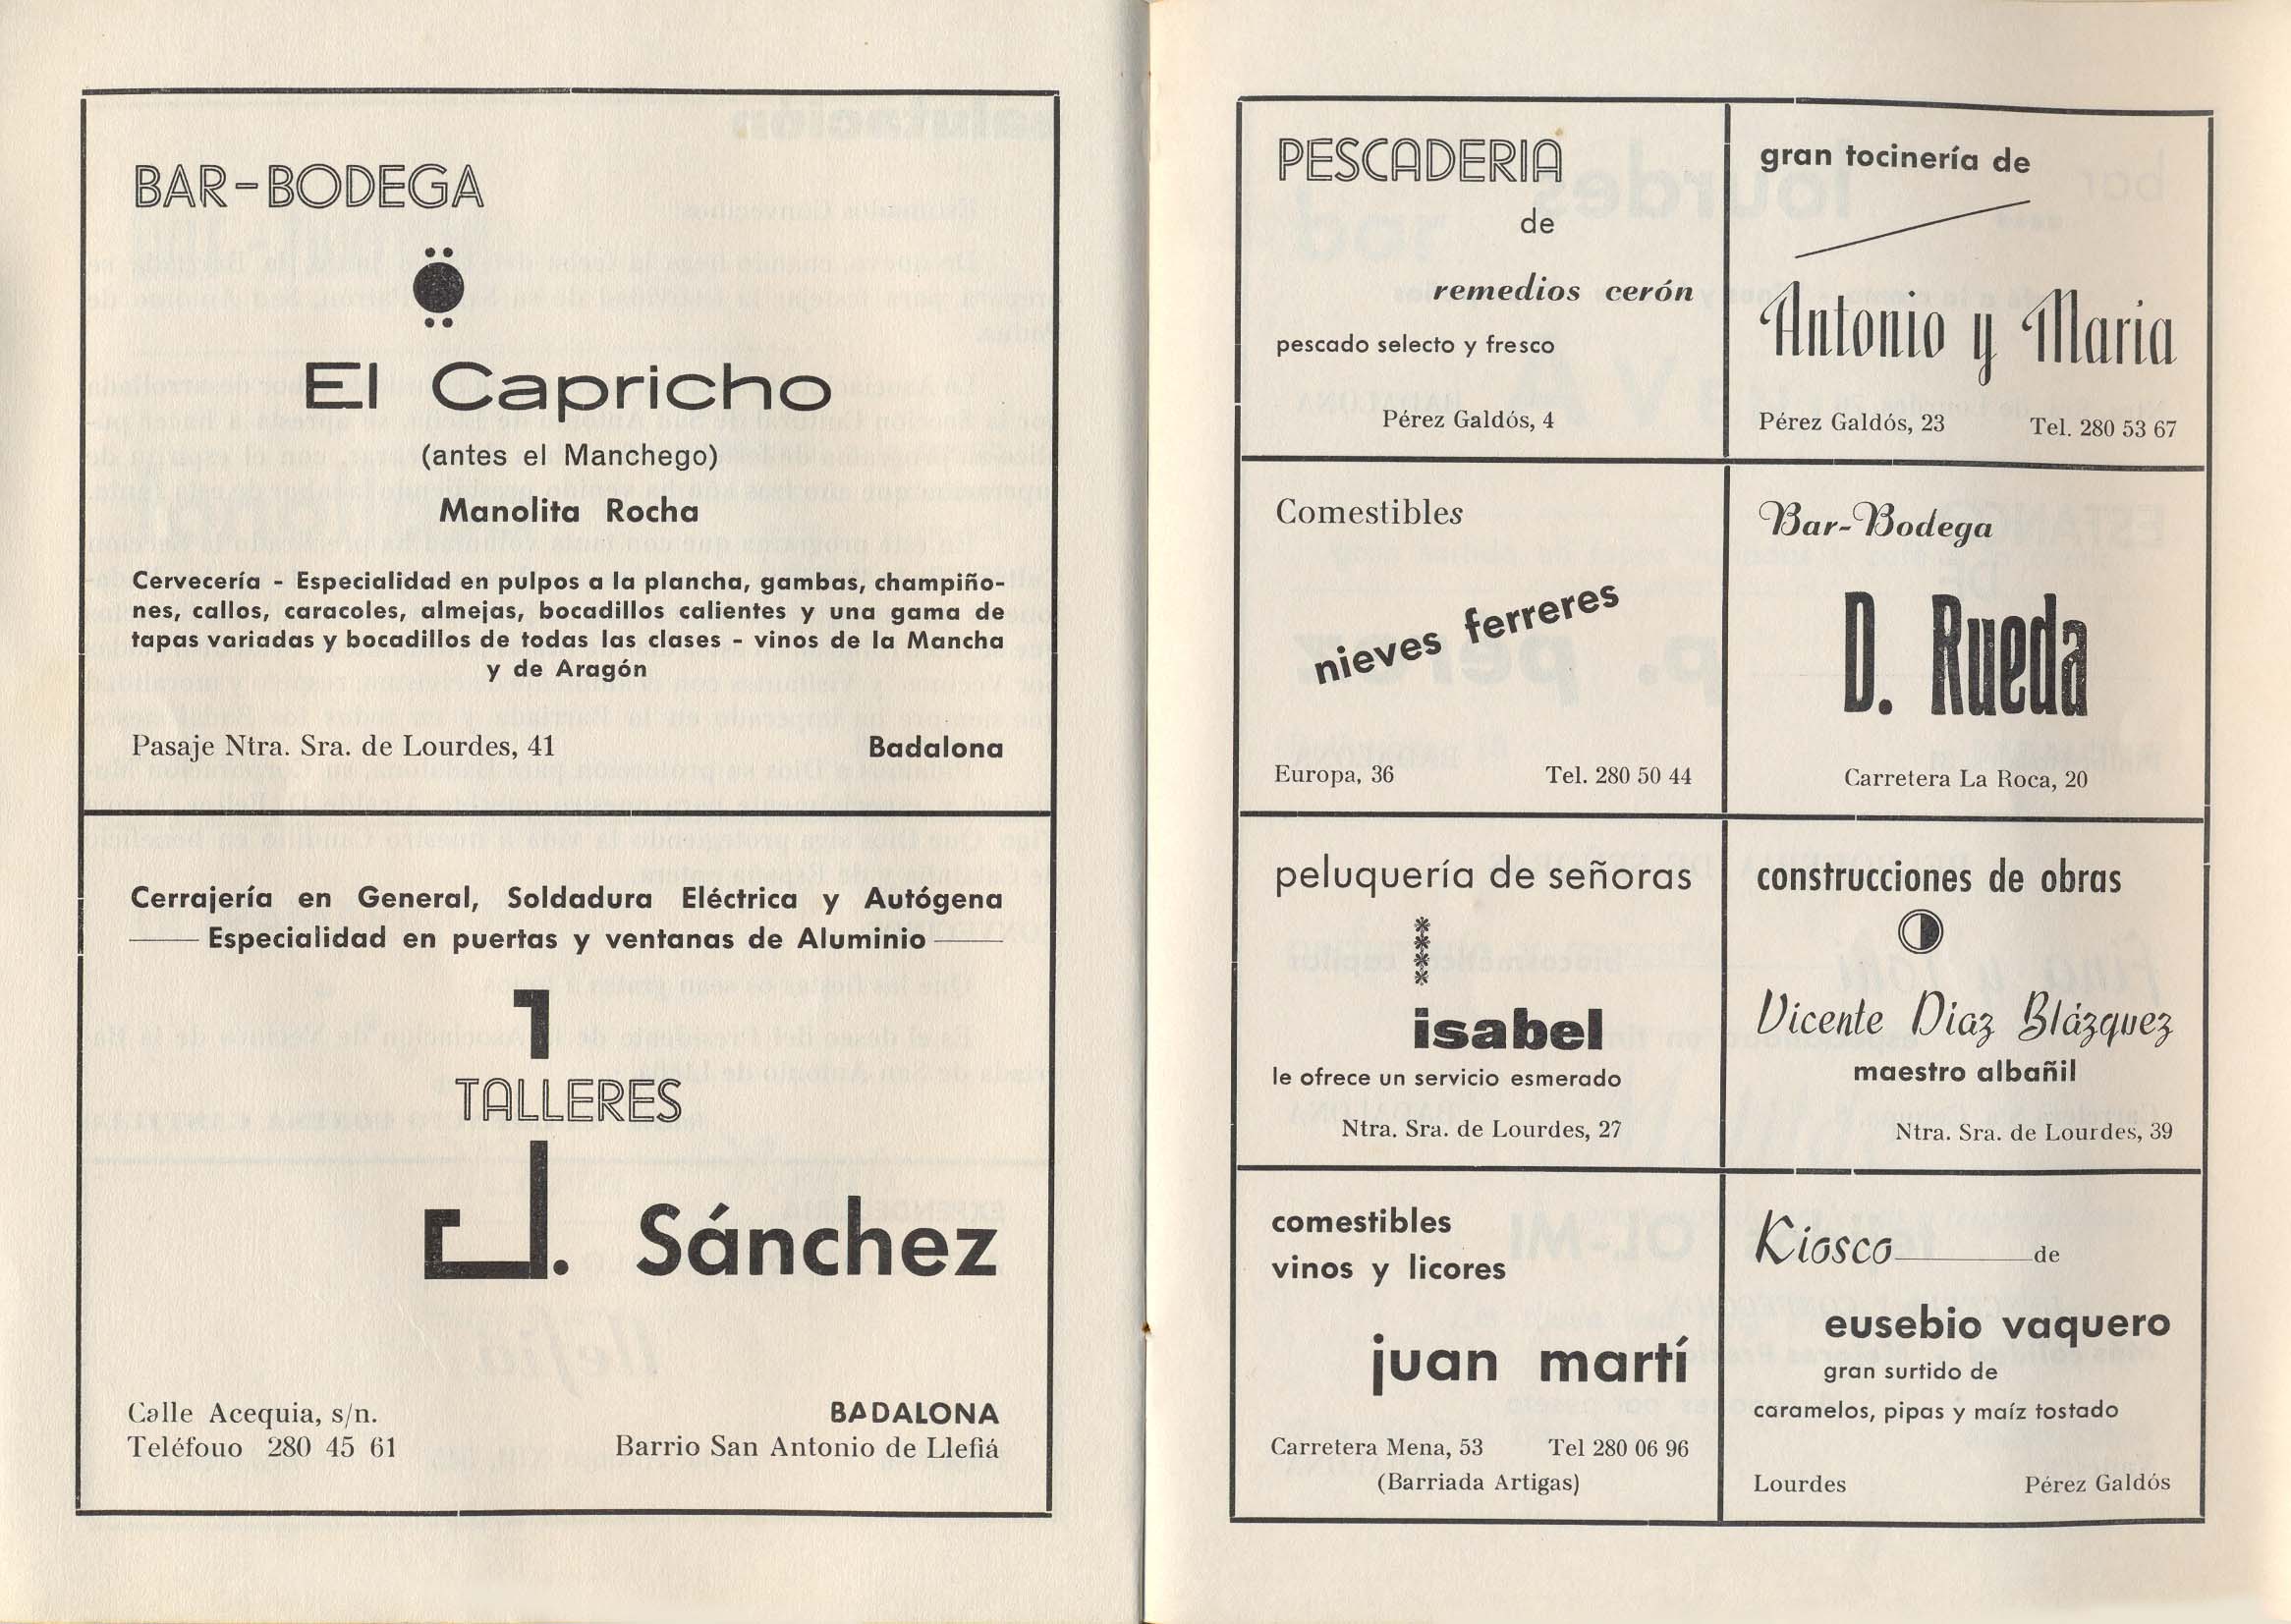 BAR-BODEGA
El Capricho
(antes el Manchego)
Manolita Rocha
Cervecería - Especialidad en pulpos a la plancha, gambas, champiño-
nes, callos, caracoles, almejas, bocadillos calientes y una gama de
tapas variadas y bocadillos de todas las clases - vinos de la Mancha
y de Aragón
Pasaje Ntra. Sra. de Lourdes, 41 Badalona
Cerrajería en General, Soldadura Eléctrica y Autógena
Especialidad en puertas y ventanas de Aluminio
TALLERES
J. Sánchez
Calle Acequia, s/n. BADALONA
Teléfouo 280 45 61 Barrio San Antonio de Llefiá
PESCADERIA
de
remedios cerón
pescado selecto y fresco
Pérez Galdós, 4
gran tocinería de
Antonio y Maria
Pérez Galdós, 23 Tel. 280 53 67
Comestibles
nieves ferreres
Europa, 36 Tel. 280 50 44
Bar-Bodega
D. Rueda
Carretera La Roca, 20
peluquería de señoras
isabel
le ofrece un servicio esmerado
Ntra. Sra. de Lourdes, 27
construcciones de obras
Vicente Diaz Blázquez
maestro albañil
Ntra. Sra. de Lourdes, 39
comestibles
vinos y licores
juan martí
Carretera Mena, 53 Tel 280 06 96
(Barriada Artigas)
Kiosco de
eusebio vaquero
gran surtido de
caramelos, pipas y maíz tostado
Lourdes Pérez Galdós